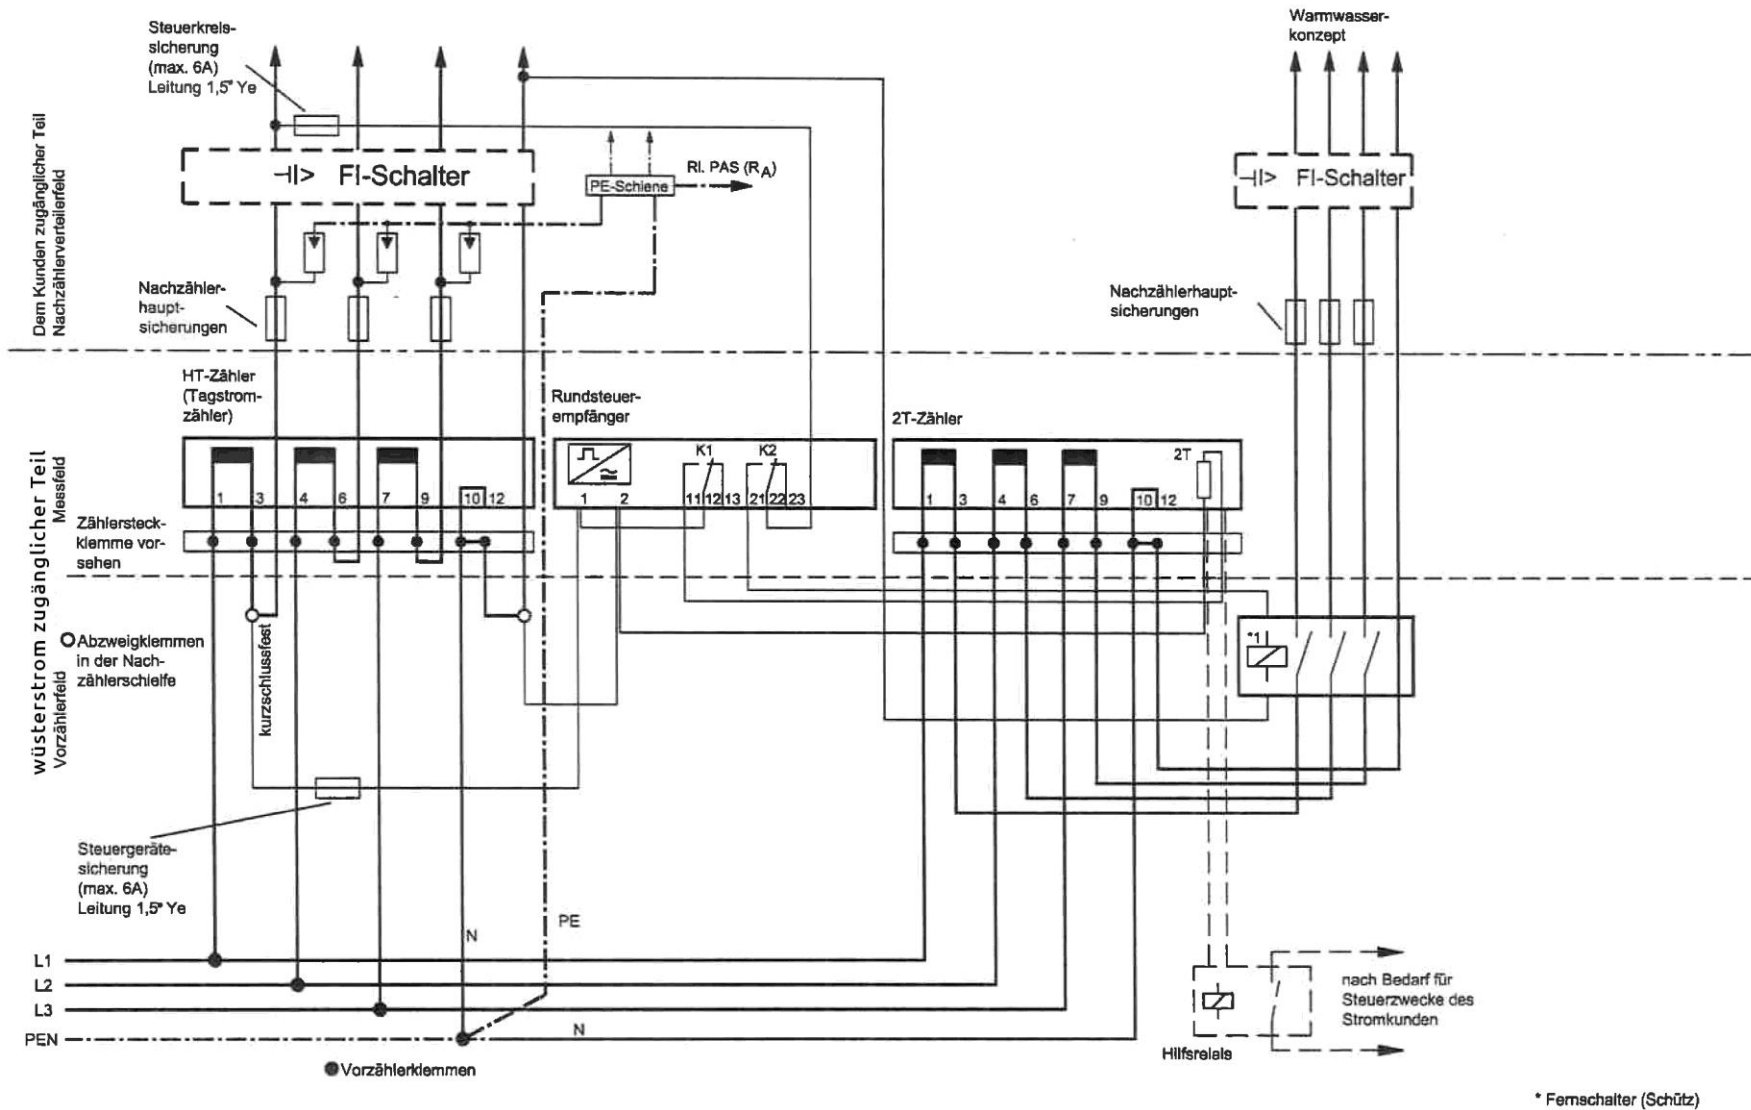 Steuerkreis-
sicherung
(max. 6A)
Leitung 1,5" Ye
Warmwasser-
konzept
Dem Kunden zugänglicher Teil
Nachzählerverteilerfeld
⊣I> FI-Schalter
PE-Schiene
RI. PAS (RA)
⊣I> FI-Schalter
Nachzähler-
haupt-
sicherungen
Nachzählerhaupt-
sicherungen
HT-Zähler
(Tagstrom-
zähler)
Rundsteuer-
empfänger
2T-Zähler
K1
K2
2T
1 3 4 6 7 9 10 12
1 2 11 12 13 21 22 23
1 3 4 6 7 9 10 12
wüsterstrom zugänglicher Teil
Messfeld
Vorzählerfeld
Zählersteck-
klemme vor-
sehen
Abzweigklemmen
in der Nach-
zählerschleife
kurzschlussfest
*1
Steuergeräte-
sicherung
(max. 6A)
Leitung 1,5" Ye
N
PE
L1
L2
L3
PEN
N
nach Bedarf für
Steuerzwecke des
Stromkunden
Hilfsrelais
Vorzählerklemmen
* Fernschalter (Schütz)